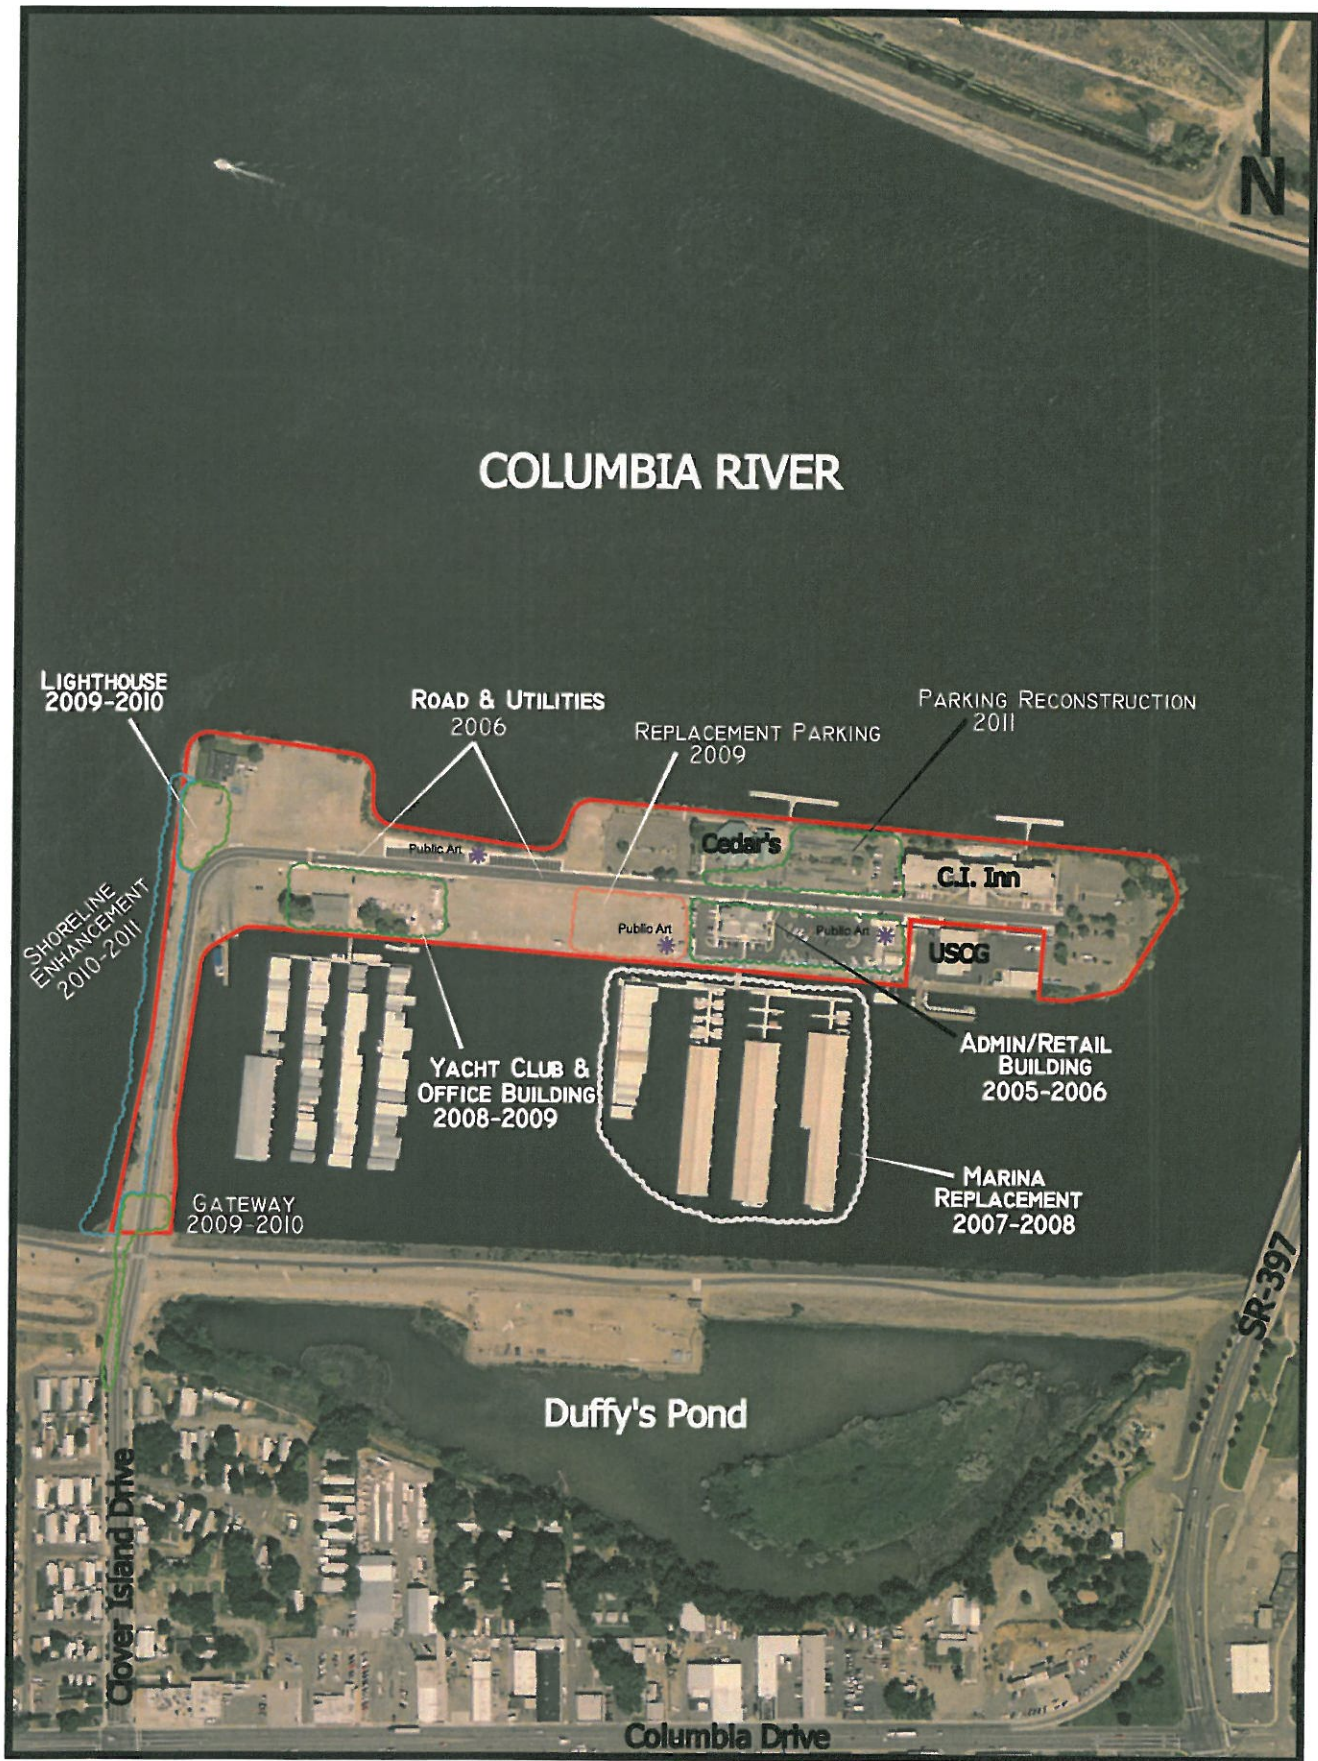 N
COLUMBIA RIVER
LIGHTHOUSE
2009-2010
ROAD & UTILITIES
2006
REPLACEMENT PARKING
2009
PARKING RECONSTRUCTION
2011
Public Art
Cedar's
C.I. Inn
SHORELINE
ENHANCEMENT
2010-2011
Public Art
Public Art
USCG
YACHT CLUB &
OFFICE BUILDING
2008-2009
ADMIN/RETAIL
BUILDING
2005-2006
GATEWAY
2009-2010
MARINA
REPLACEMENT
2007-2008
SR-397
Duffy's Pond
Clover Island Drive
Columbia Drive